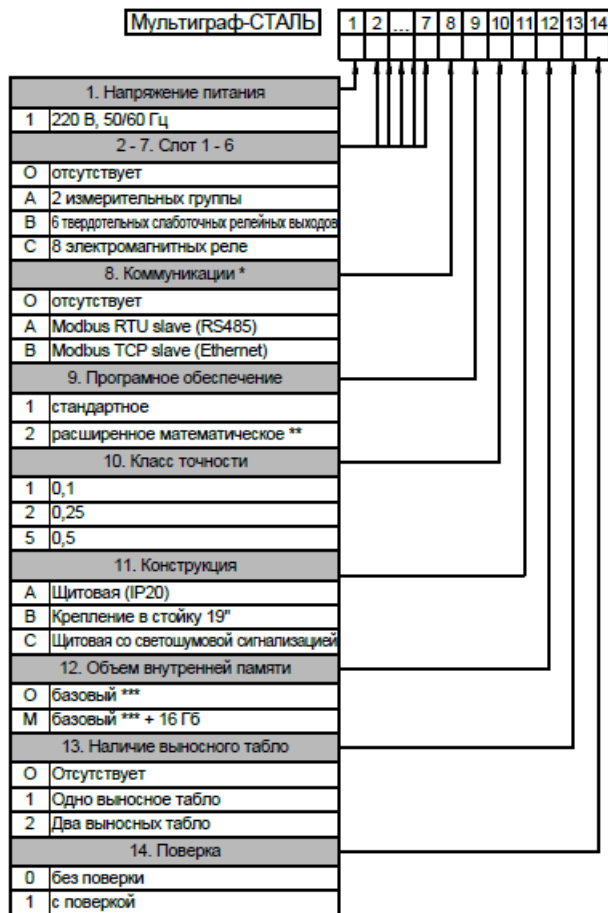 Мультиграф-СТАЛЬ 1 2 ... 7 8 9 10 11 12 13 14
1. Напряжение питания
1 220 В, 50/60 Гц
2 - 7. Слот 1 - 6
О отсутствует
А 2 измерительных группы
В 6 твердотельных слаботочных релейных выходов
С 8 электромагнитных реле
8. Коммуникации *
О отсутствует
А Modbus RTU slave (RS485)
В Modbus TCP slave (Ethernet)
9. Програмное обеспечение
1 стандартное
2 расширенное математическое **
10. Класс точности
1 0,1
2 0,25
5 0,5
11. Конструкция
А Щитовая (IP20)
В Крепление в стойку 19"
С Щитовая со светошумовой сигнализацией
12. Объем внутренней памяти
О базовый ***
М базовый *** + 16 Гб
13. Наличие выносного табло
О Отсутствует
1 Одно выносное табло
2 Два выносных табло
14. Поверка
0 без поверки
1 с поверкой